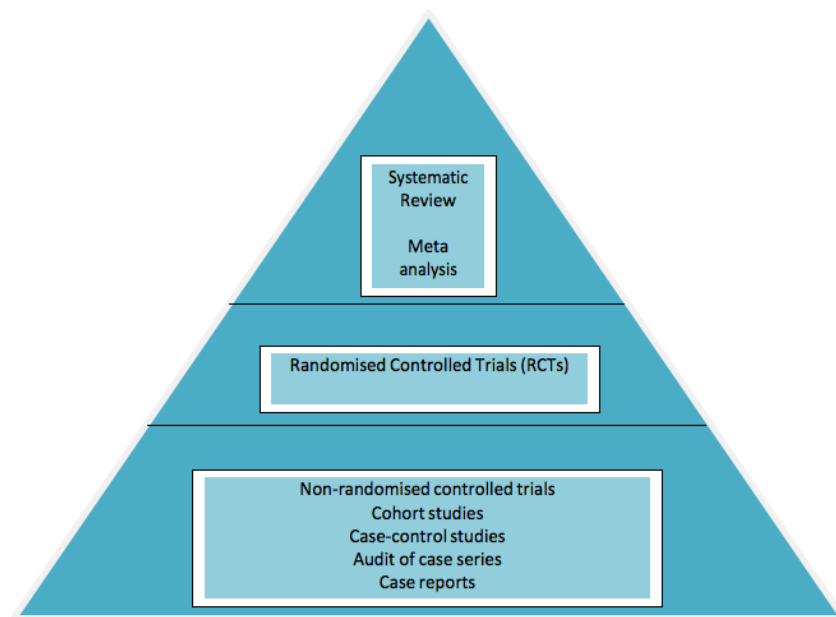 Systematic
Review
Meta
analysis
Randomised Controlled Trials (RCTs)
Non-randomised controlled trials
Cohort studies
Case-control studies
Audit of case series
Case reports